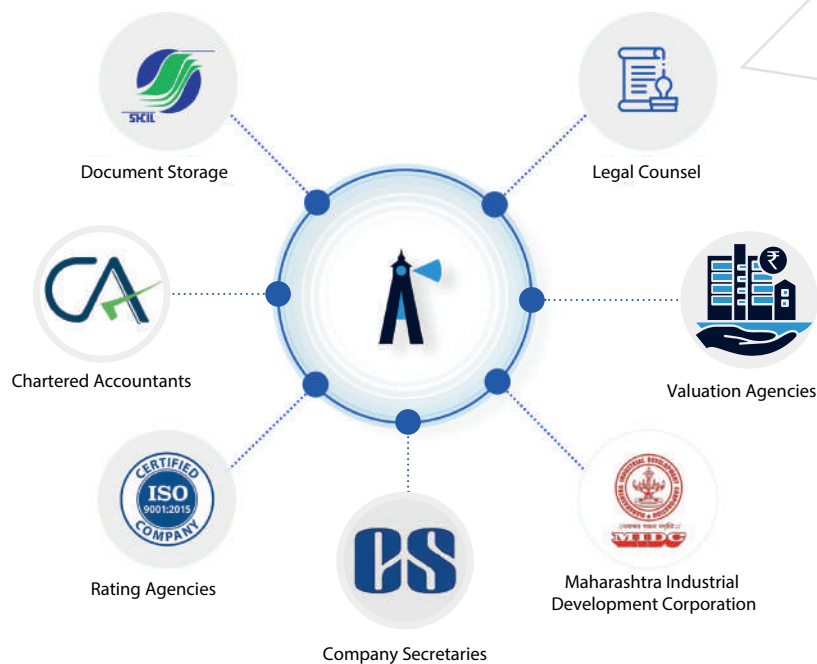 SHCIL
Document Storage
Legal Counsel
CA
Chartered Accountants
₹
Valuation Agencies
CERTIFIED
ISO
9001:2015
COMPANY
Rating Agencies
CS
Company Secretaries
MIDC
Maharashtra Industrial
Development Corporation